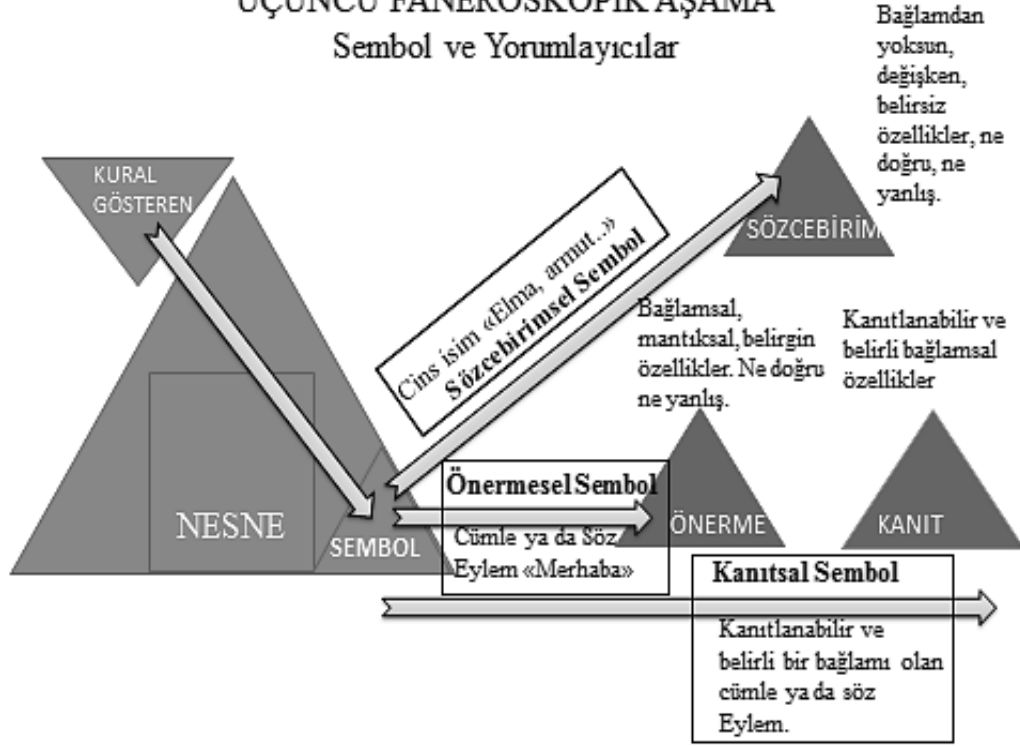 ÜÇÜNCÜ FANEROSKOPİK AŞAMA
Sembol ve Yorumlayıcılar
Bağlamdan
yoksun,
değişken,
belirsiz
özellikler, ne
doğru, ne
yanlış.
KURAL
GÖSTEREN
SÖZCEBİRİM
Cins isim «Elma, armut..»
Sözcebirimsel Sembol
Bağlamsal,
mantıksal,belirgin
özellikler. Ne doğru
ne yanlış.
Kanıtlanabilir ve
belirli bağlamsal
özellikler
NESNE
SEMBOL
Önermesel Sembol
Cümle ya da Söz
Eylem «Merhaba»
ÖNERME
KANIT
Kanıtsal Sembol
Kanıtlanabilir ve
belirli bir bağlamı olan
cümle ya da söz
Eylem.